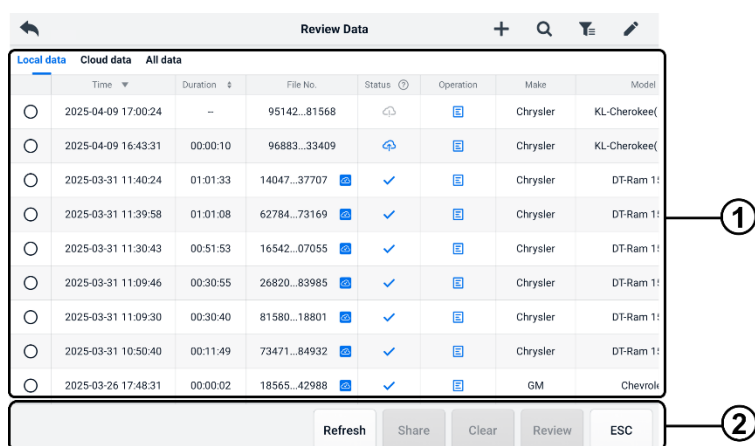 Review Data
Local data Cloud data All data
Time Duration File No. Status Operation Make Model
2025-04-09 17:00:24 – 95142...81568 Chrysler KL-Cherokee(
2025-04-09 16:43:31 00:00:10 96883...33409 Chrysler KL-Cherokee(
2025-03-31 11:40:24 01:01:33 14047...37707 Chrysler DT-Ram 1
2025-03-31 11:39:58 01:01:08 62784...73169 Chrysler DT-Ram 1
2025-03-31 11:30:43 00:51:53 16542...07055 Chrysler DT-Ram 1
2025-03-31 11:09:46 00:30:55 26820...83985 Chrysler DT-Ram 1
2025-03-31 11:09:30 00:30:40 81580...18801 Chrysler DT-Ram 1
2025-03-31 10:50:40 00:11:49 73471...84932 Chrysler DT-Ram 1
2025-03-26 17:48:31 00:00:02 18565...42988 GM Chevrole
1
Refresh Share Clear Review ESC
2